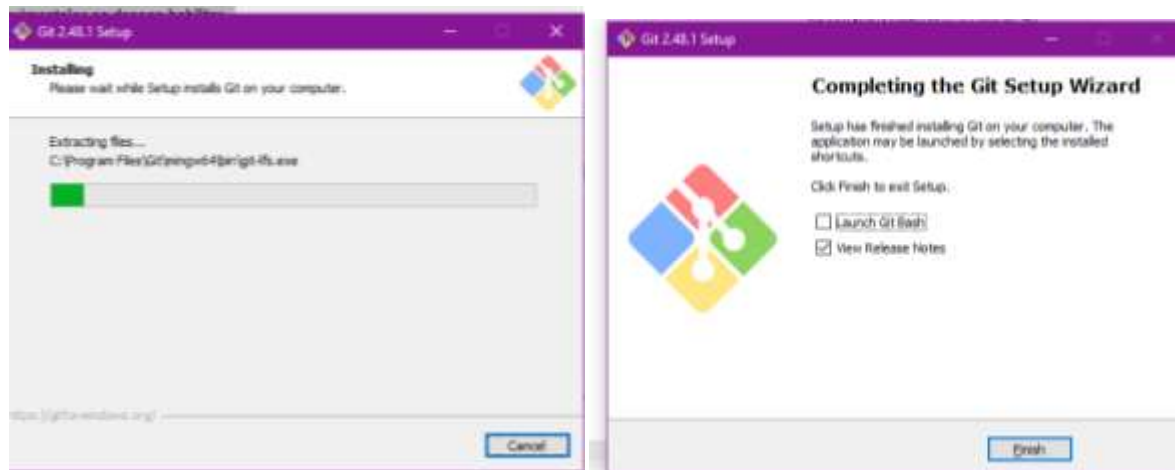 Git 2.48.1 Setup
Installing
Please wait while Setup installs Git on your computer.
Extracting files...
C:\Program Files\Git\mingw64\bin\git-lfs.exe
https://gitforwindows.org/
Cancel
Git 2.48.1 Setup
Completing the Git Setup Wizard
Setup has finished installing Git on your computer. The
application may be launched by selecting the installed
shortcuts.
Click Finish to exit Setup.
Launch Git Bash
View Release Notes
Finish